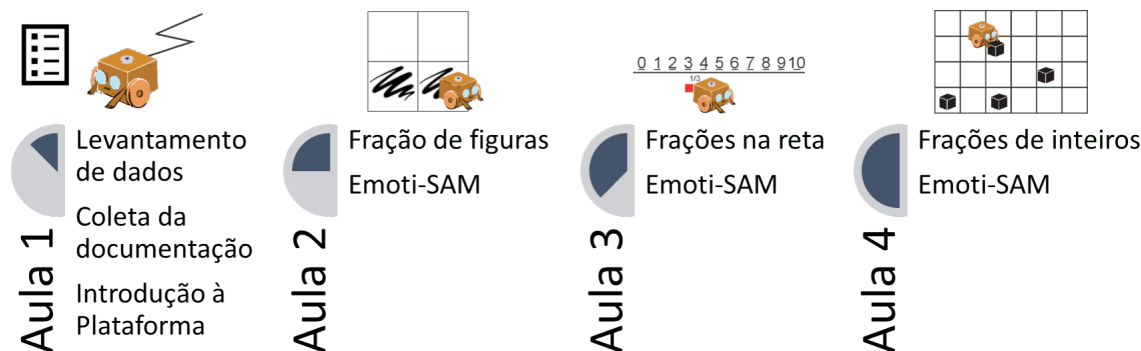 Aula 1
Levantamento
de dados
Coleta da
documentação
Introdução à
Plataforma
Aula 2
Fração de figuras
Emoti-SAM
Aula 3
0 1 2 3 4 5 6 7 8 9 10
1/3
Frações na reta
Emoti-SAM
Aula 4
Frações de inteiros
Emoti-SAM